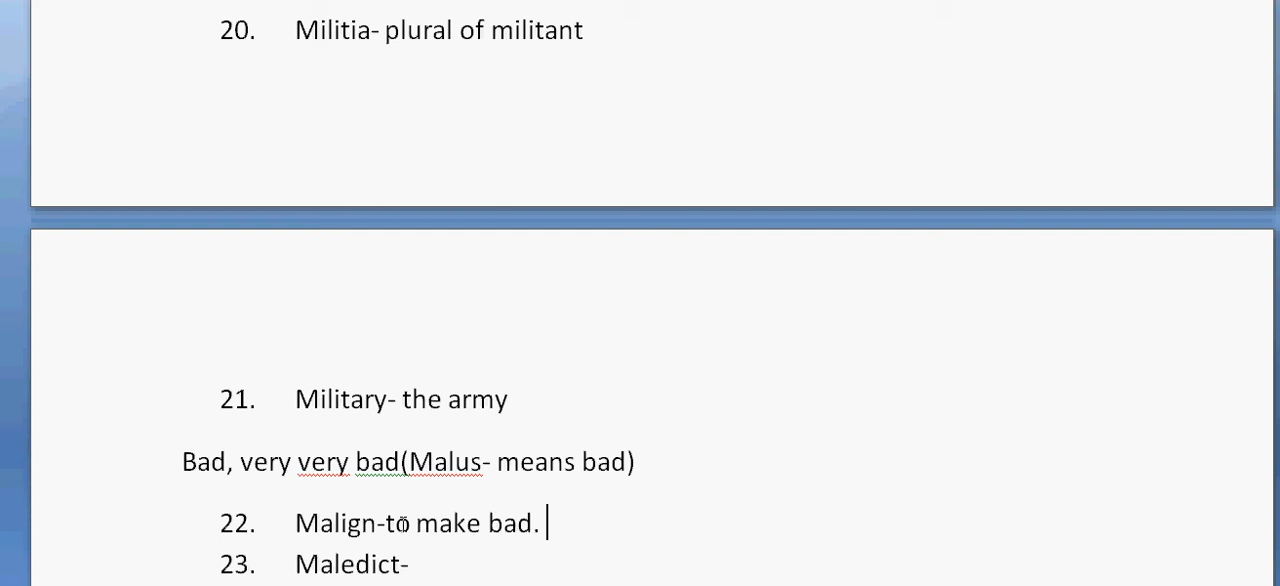 20. Militia- plural of militant
21. Military- the army
Bad, very very bad(Malus- means bad)
22. Malign-to make bad.
23. Maledict-